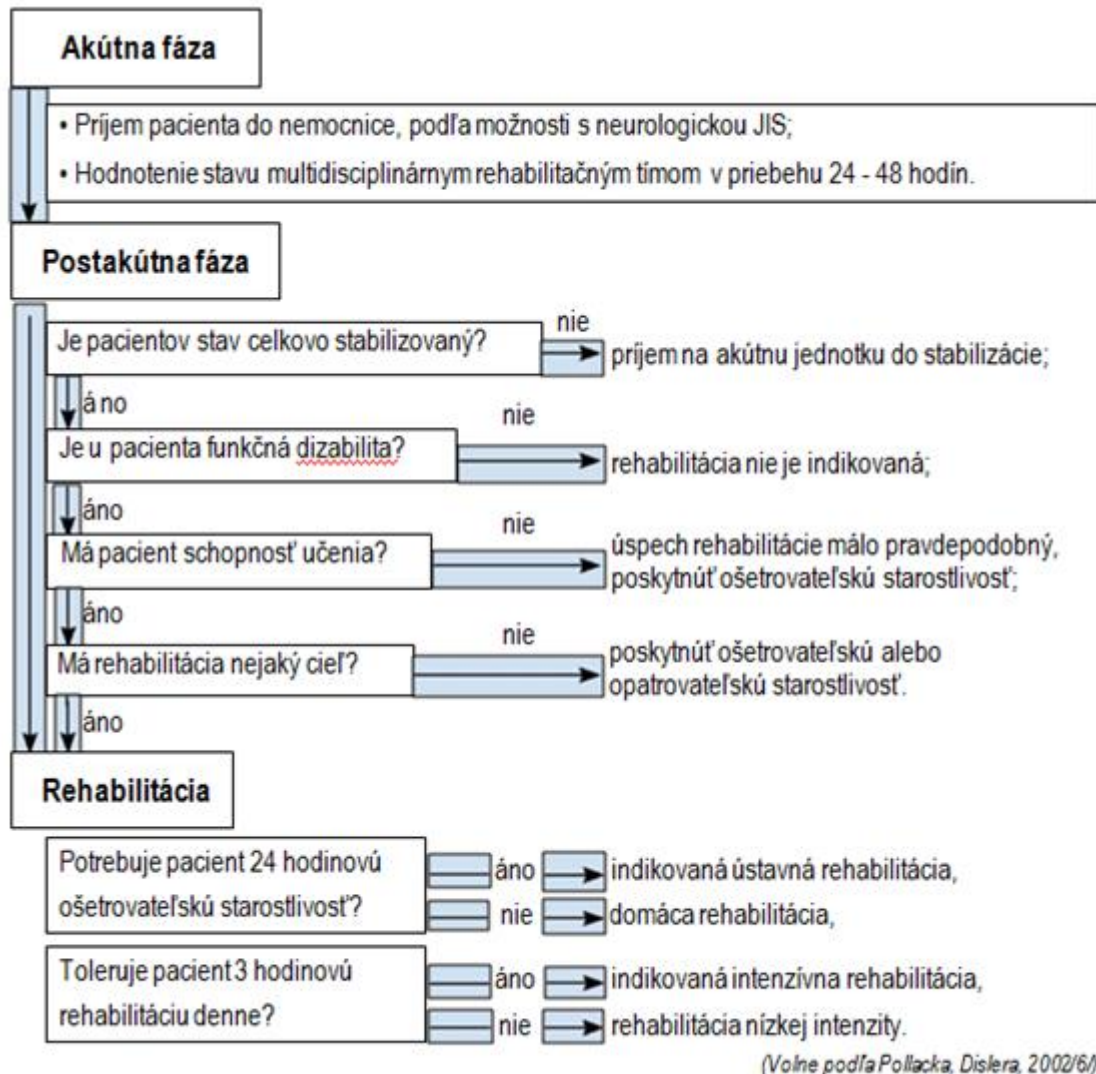 Akútna fáza
• Príjem pacienta do nemocnice, podľa možnosti s neurologickou JIS;
• Hodnotenie stavu multidisciplinárnym rehabilitačným tímom v priebehu 24 - 48 hodín.
Postakútna fáza
Je pacientov stav celkovo stabilizovaný?
nie
príjem na akútnu jednotku do stabilizácie;
á no
Je u pacienta funkčná dizabilita?
nie
rehabilitácia nie je indikovaná;
áno
Má pacient schopnosť učenia?
nie
úspech rehabilitácie málo pravdepodobný,
poskytnúť ošetrovateľskú starostlivosť;
áno
Má rehabilitácia nejaký cieľ?
nie
poskytnúť ošetrovateľskú alebo
opatrovateľskú starostlivosť.
áno
Rehabilitácia
Potrebuje pacient 24 hodinovú
ošetrovateľskú starostlivosť?
áno
indikovaná ústavná rehabilitácia,
nie
domáca rehabilitácia,
Toleruje pacient 3 hodinovú
rehabilitáciu denne?
áno
indikovaná intenzívna rehabilitácia,
nie
rehabilitácia nízkej intenzity.
(Voľne podľa Pollacka, Dislera, 2002/6/)